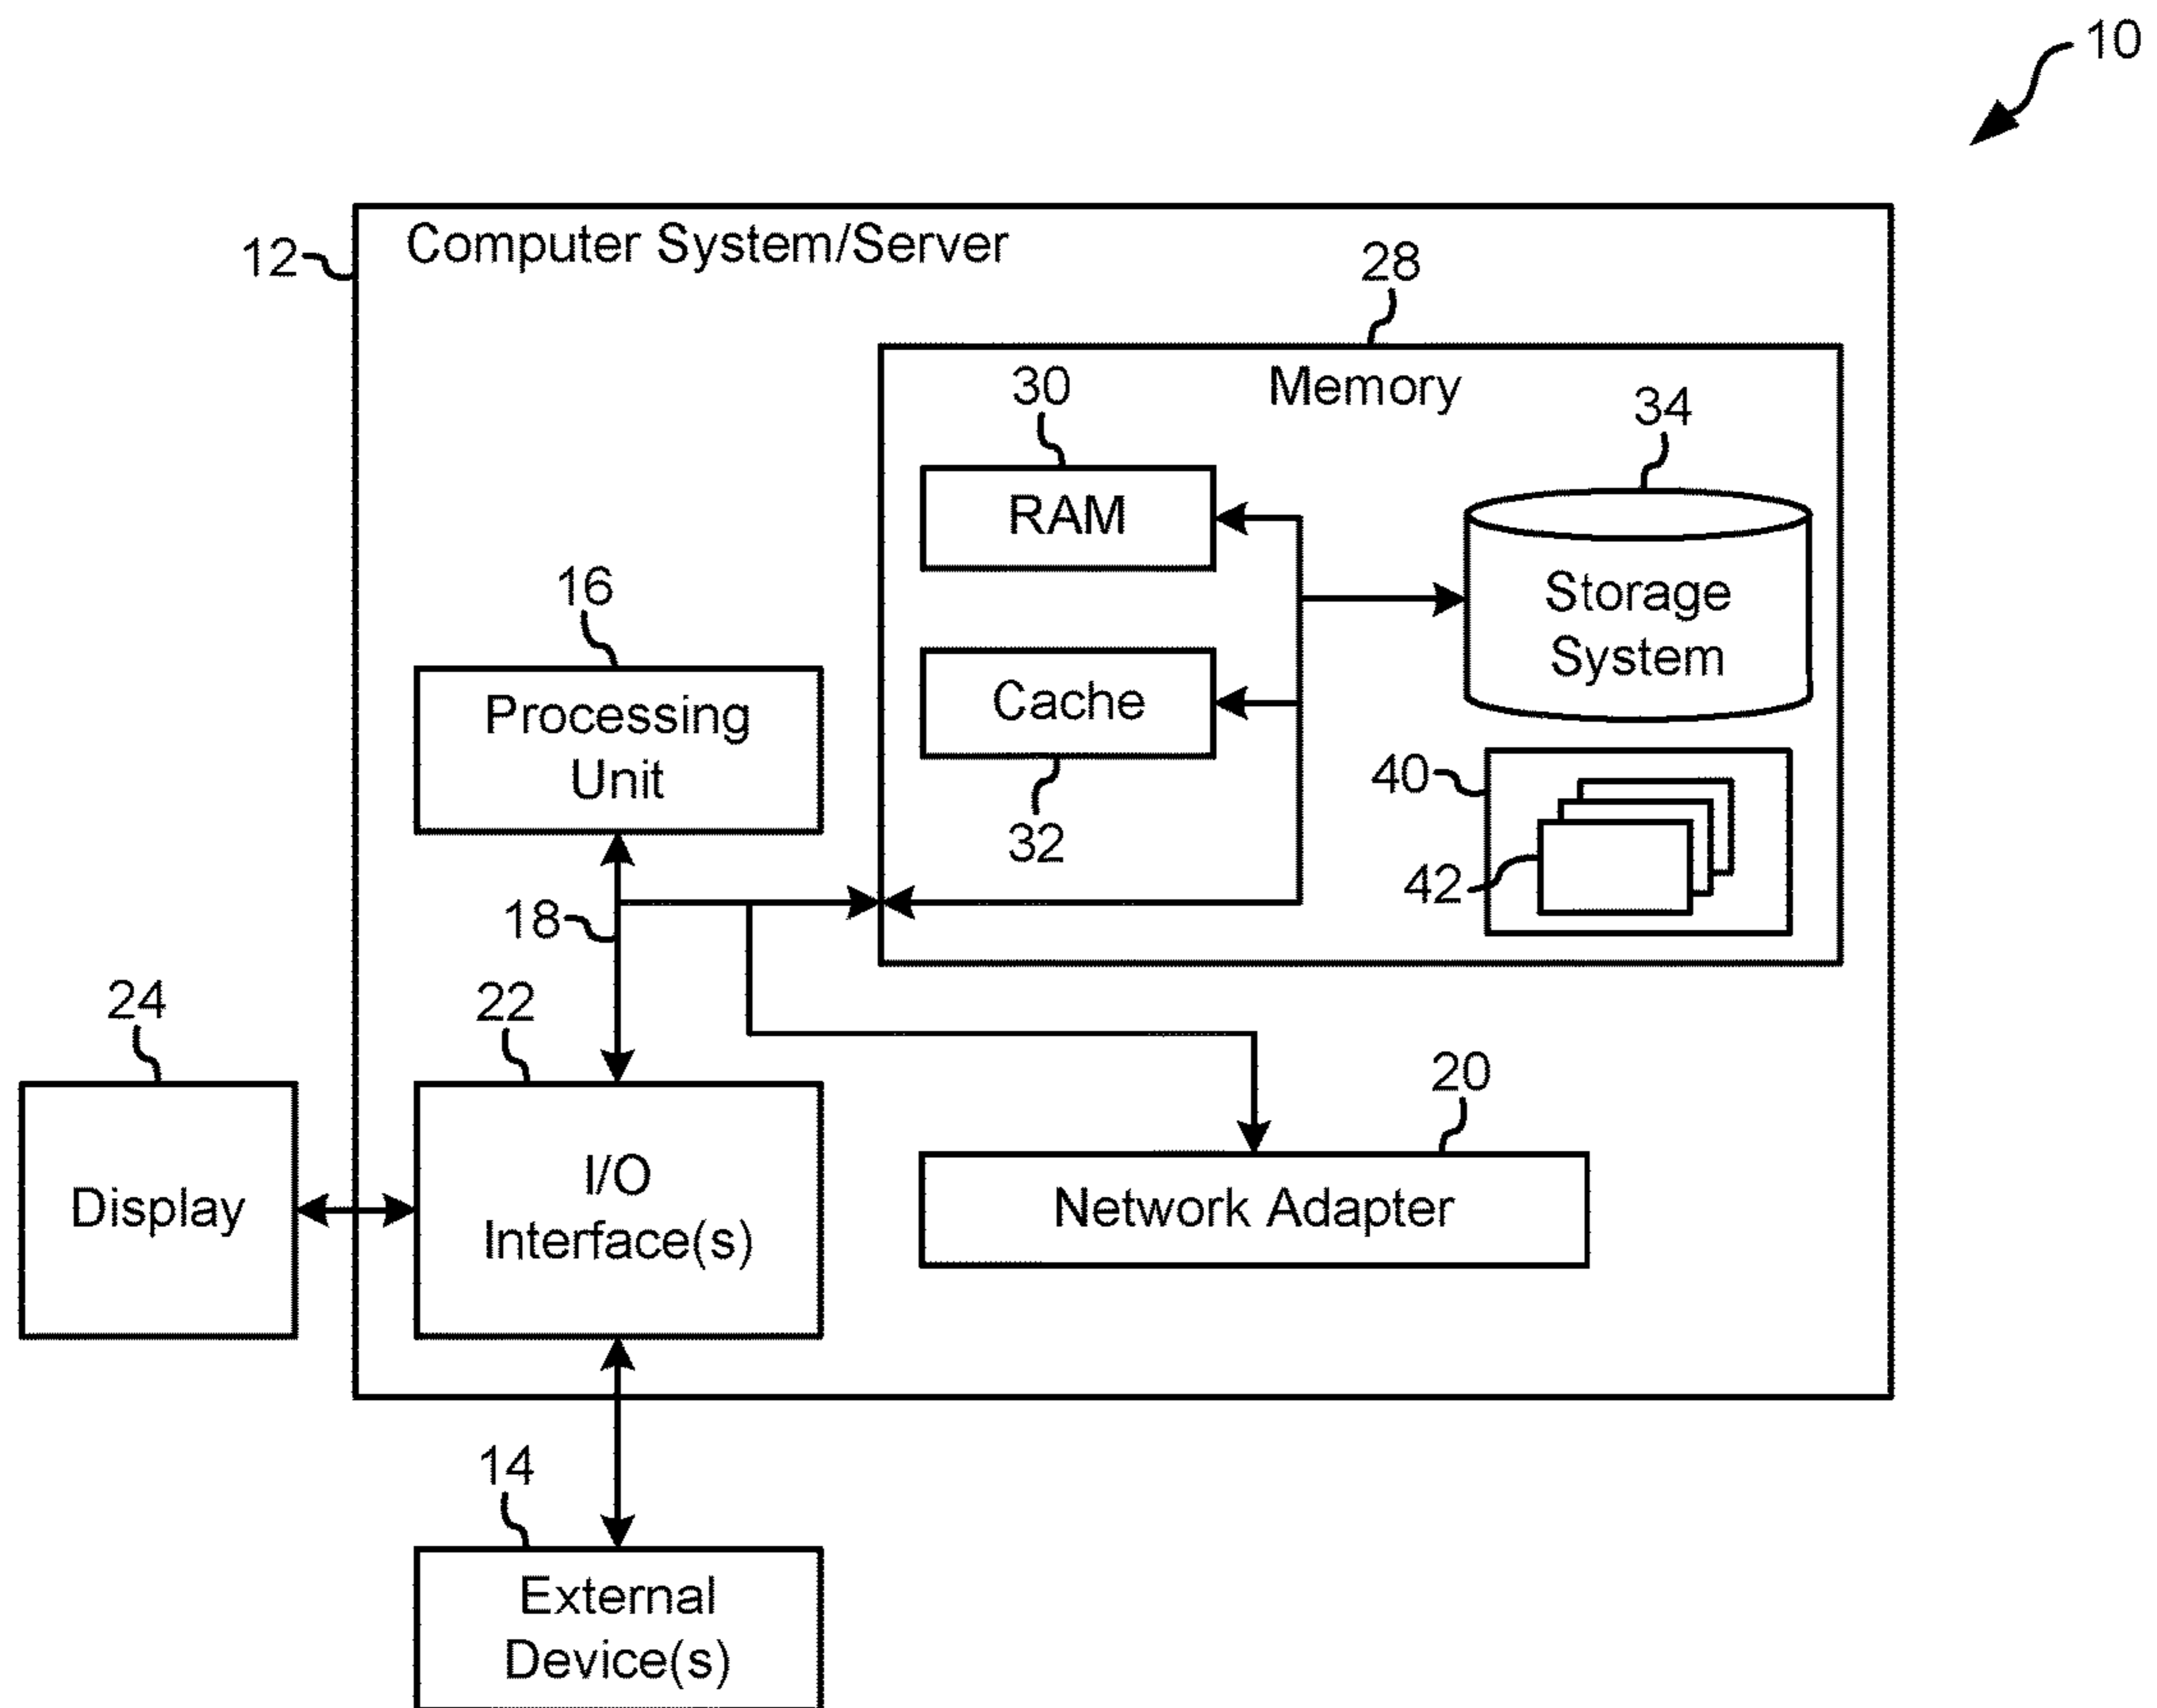 10
12
Computer System/Server
28
Memory
30
RAM
34
Storage
System
16
Processing
Unit
Cache
32
40
42
18
24
22
20
Display
I/O
Interface(s)
Network Adapter
14
External
Device(s)